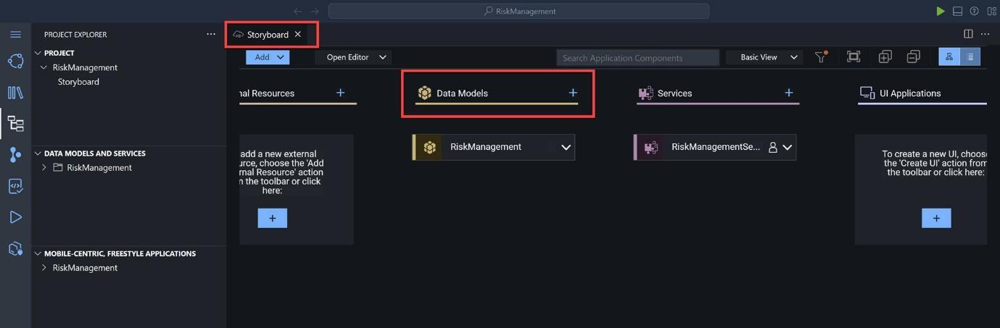 RiskManagement
PROJECT EXPLORER
Storyboard
PROJECT
RiskManagement
Storyboard
DATA MODELS AND SERVICES
RiskManagement
MOBILE-CENTRIC, FREESTYLE APPLICATIONS
RiskManagement
Add
Open Editor
Search Application Components
Basic View
nal Resources
add a new external
urce, choose the 'Add
rnal Resource' action
the toolbar or click
here:
Data Models
RiskManagement
Services
RiskManagementSe...
UI Applications
To create a new UI, choos
the 'Create UI' action from
the toolbar or click here: